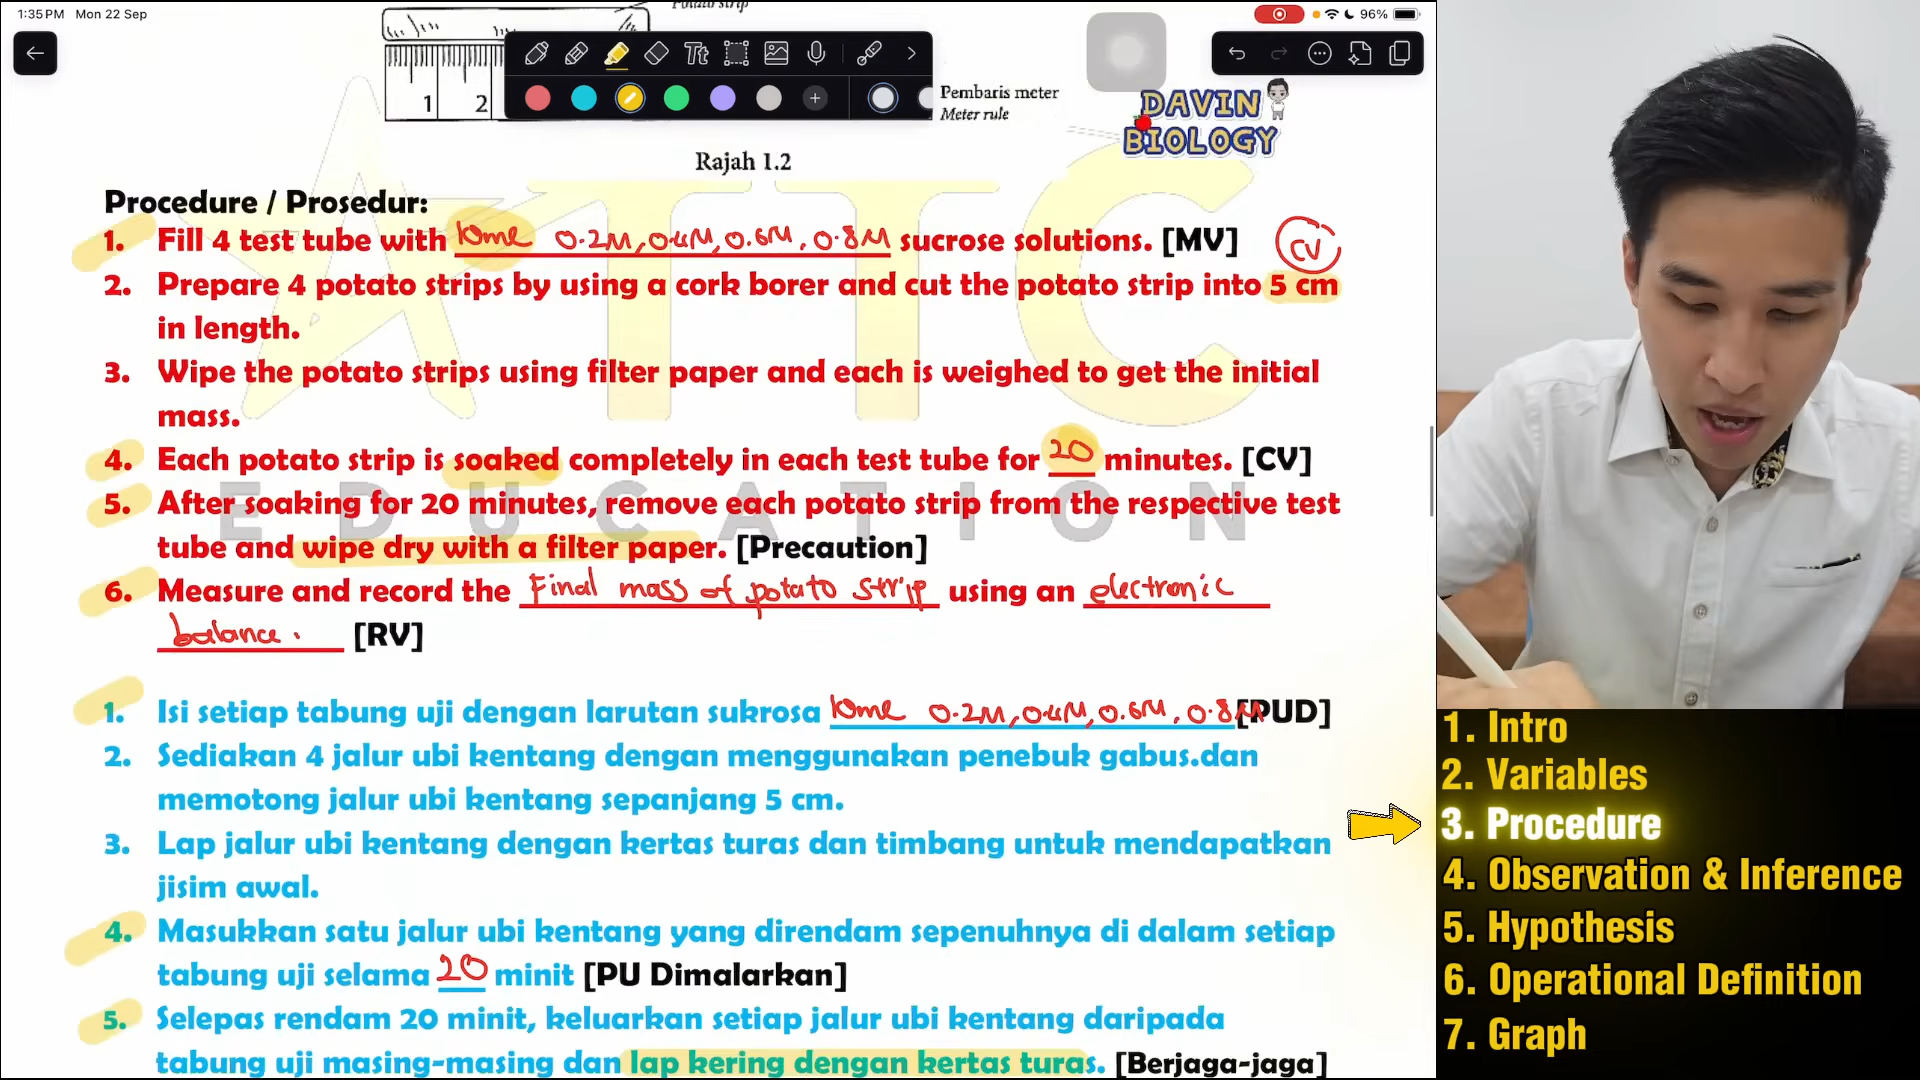 1:35 PM Mon 22 Sep
96%
Potato strip
1 2
Pembaris meter
Meter rule
DAVIN
BIOLOGY
Rajah 1.2
ATTC
EDUCATION
Procedure / Prosedur:
1. Fill 4 test tube with 10ml 0.2M, 0.4M, 0.6M, 0.8M sucrose solutions. [MV]
CV
2. Prepare 4 potato strips by using a cork borer and cut the potato strip into 5 cm
in length.
3. Wipe the potato strips using filter paper and each is weighed to get the initial
mass.
4. Each potato strip is soaked completely in each test tube for 20 minutes. [CV]
5. After soaking for 20 minutes, remove each potato strip from the respective test
tube and wipe dry with a filter paper. [Precaution]
6. Measure and record the Final mass of potato strip using an electronic
balance. [RV]
1. Isi setiap tabung uji dengan larutan sukrosa 10ml 0.2M, 0.4M, 0.6M, 0.8M [PUD]
2. Sediakan 4 jalur ubi kentang dengan menggunakan penebuk gabus.dan
memotong jalur ubi kentang sepanjang 5 cm.
3. Lap jalur ubi kentang dengan kertas turas dan timbang untuk mendapatkan
jisim awal.
4. Masukkan satu jalur ubi kentang yang direndam sepenuhnya di dalam setiap
tabung uji selama 20 minit [PU Dimalarkan]
5. Selepas rendam 20 minit, keluarkan setiap jalur ubi kentang daripada
tabung uji masing-masing dan lap kering dengan kertas turas. [Berjaga-jaga]
1. Intro
2. Variables
3. Procedure
4. Observation & Inference
5. Hypothesis
6. Operational Definition
7. Graph